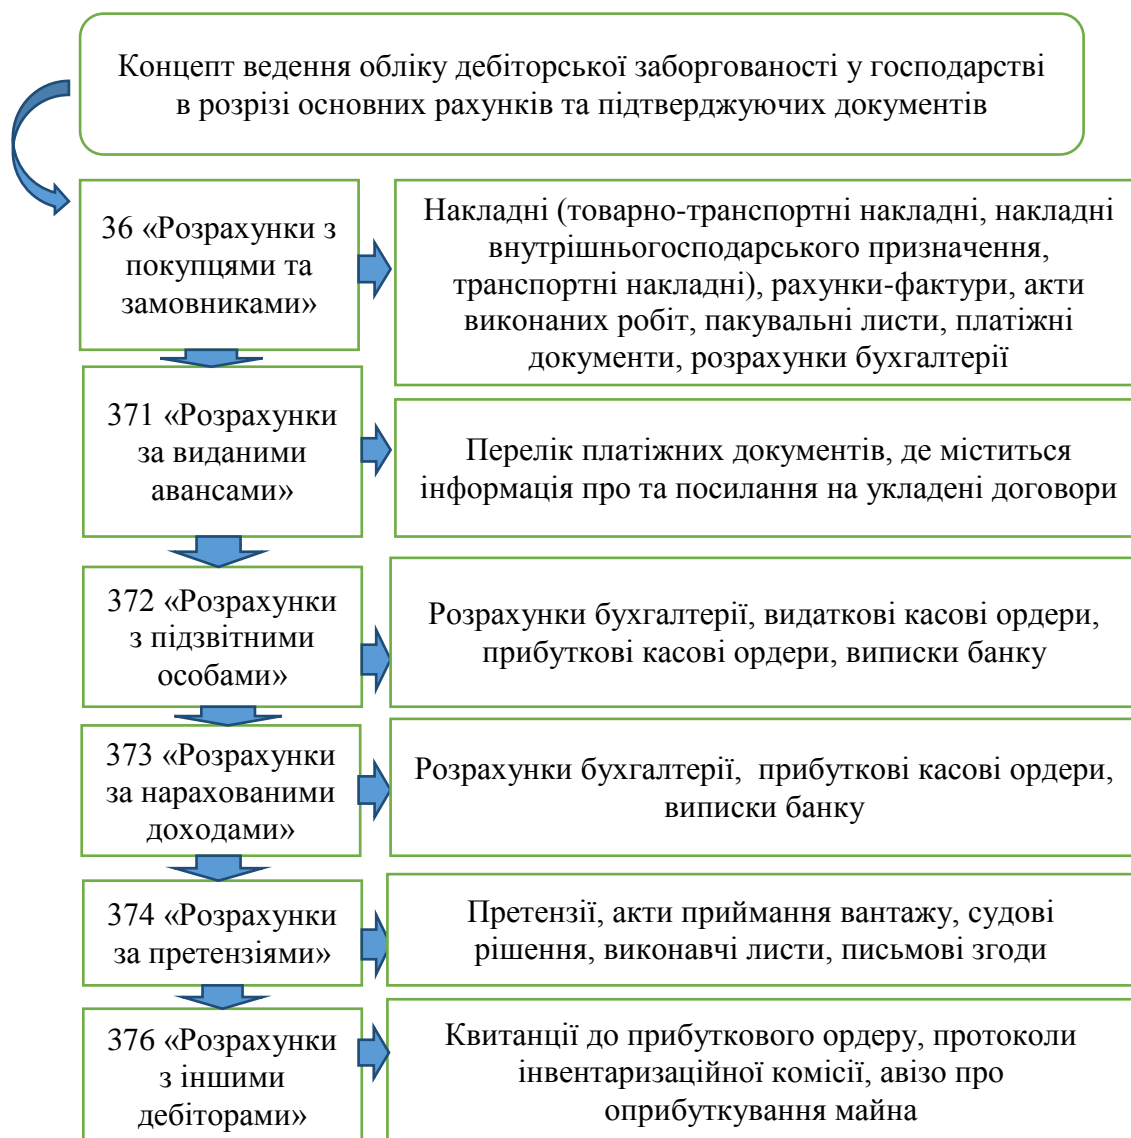 Концепт ведення обліку дебіторської заборгованості у господарстві
в розрізі основних рахунків та підтверджуючих документів
36 «Розрахунки з
покупцями та
замовниками»
Накладні (товарно-транспортні накладні, накладні
внутрішньогосподарського призначення,
транспортні накладні), рахунки-фактури, акти
виконаних робіт, пакувальні листи, платіжні
документи, розрахунки бухгалтерії
371 «Розрахунки
за виданими
авансами»
Перелік платіжних документів, де міститься
інформація про та посилання на укладені договори
372 «Розрахунки
з підзвітними
особами»
Розрахунки бухгалтерії, видаткові касові ордери,
прибуткові касові ордери, виписки банку
373 «Розрахунки
за нарахованими
доходами»
Розрахунки бухгалтерії,  прибуткові касові ордери,
виписки банку
374 «Розрахунки
за претензіями»
Претензії, акти приймання вантажу, судові
рішення, виконавчі листи, письмові згоди
376 «Розрахунки
з іншими
дебіторами»
Квитанції до прибуткового ордеру, протоколи
інвентаризаційної комісії, авізо про
оприбуткування майна